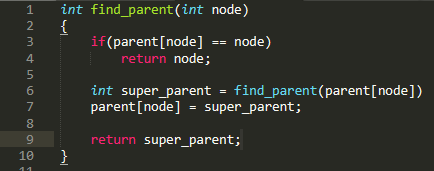 1 int find_parent(int node)
2 {
3 if(parent[node] == node)
4 return node;
5
6 int super_parent = find_parent(parent[node])
7 parent[node] = super_parent;
8
9 return super_parent;
10 }